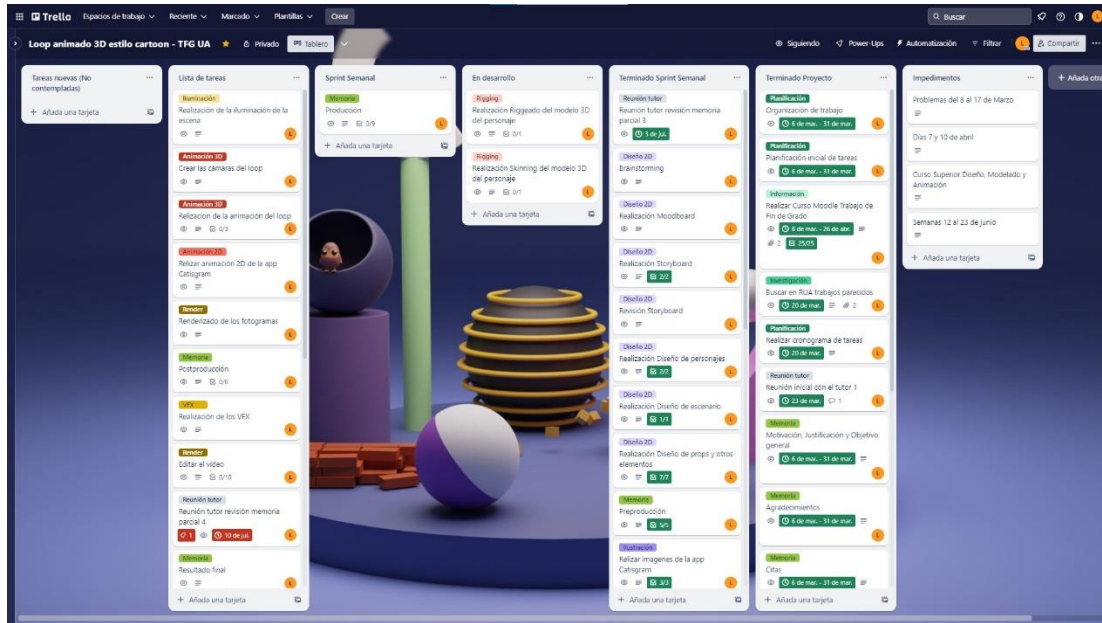 Trello Espacios de trabajo Reciente Marcado Plantillas Crear Buscar
Loop animado 3D estilo cartoon - TFG UA Privado Tablero Siguiendo Power-Ups Automatización Filtrar L Compartir
Tareas nuevas (No
contempladas)
+ Añada una tarjeta
Lista de tareas
Iluminación
Realización de la iluminación de la
escena
L
Animación 3D
Crear las cámaras del loop
L
Animación 3D
Relizacion de la animación del loop
0/3 L
Animación 2D
Relizar animación 2D de la app
Catisgram
L
Render
Renderizado de los fotogramas
L
Memoria
Postproducción
L
VFX
Realización de los VFX
L
Render
Editar el vídeo
0/10 L
Reunión tutor
Reunión tutor revisión memoria
parcial 4
1 10 de jul. L
Memoria
Resultado final
L
+ Añada una tarjeta
Sprint Semanal
Memoria
Producción
0/9 L
+ Añada una tarjeta
En desarrollo
Rigging
Realización Riggeado del modelo 3D
del personaje
0/1 L
Rigging
Realización Skinning del modelo 3D
del personaje
0/1 L
+ Añada una tarjeta
Terminado Sprint Semanal
Reunión tutor
Reunión tutor revisión memoria
parcial 3
3 de jul. L
Diseño 2D
Brainstorming
L
Diseño 2D
Realización Moodboard
L
Diseño 2D
Realización Storyboard
2/2 L
Diseño 2D
Revisión Storyboard
L
Diseño 2D
Realización Diseño de personajes
2/2 L
Diseño 2D
Realización Diseño de escenario
1/1 L
Diseño 2D
Realización Diseño de props y otros
elementos
7/7 L
Memoria
Preproducción
5/5 L
Ilustración
Relizar imagenes de la app
Catisgram
3/3 L
+ Añada una tarjeta
Terminado Proyecto
Planificación
Organización de trabajo
6 de mar. - 31 de mar. L
Planificación
Planificación inicial de tareas
6 de mar. - 31 de mar. L
Información
Realizar Curso Moodle Trabajo de
Fin de Grado
6 de mar. - 26 de abr.
2 25/25
L
Investigación
Buscar en RUA trabajos parecidos
20 de mar. 2 L
Planificación
Realizar cronograma de tareas
20 de mar. L
Reunión tutor
Reunión inicial con el tutor 1
23 de mar. 1 L
Memoria
Motivación, Justificación y Objetivo
general
6 de mar. - 31 de mar. L
Memoria
Agradecimientos
6 de mar. - 31 de mar.
L
Memoria
Citas
6 de mar. - 31 de mar. L
+ Añada una tarjeta
Impedimentos
Problemas del 8 al 17 de Marzo
Días 7 y 10 de abril
Curso Superior Diseño, Modelado y
Animación
Semanas 12 al 23 de junio
+ Añada una tarjeta
+ Añada otra